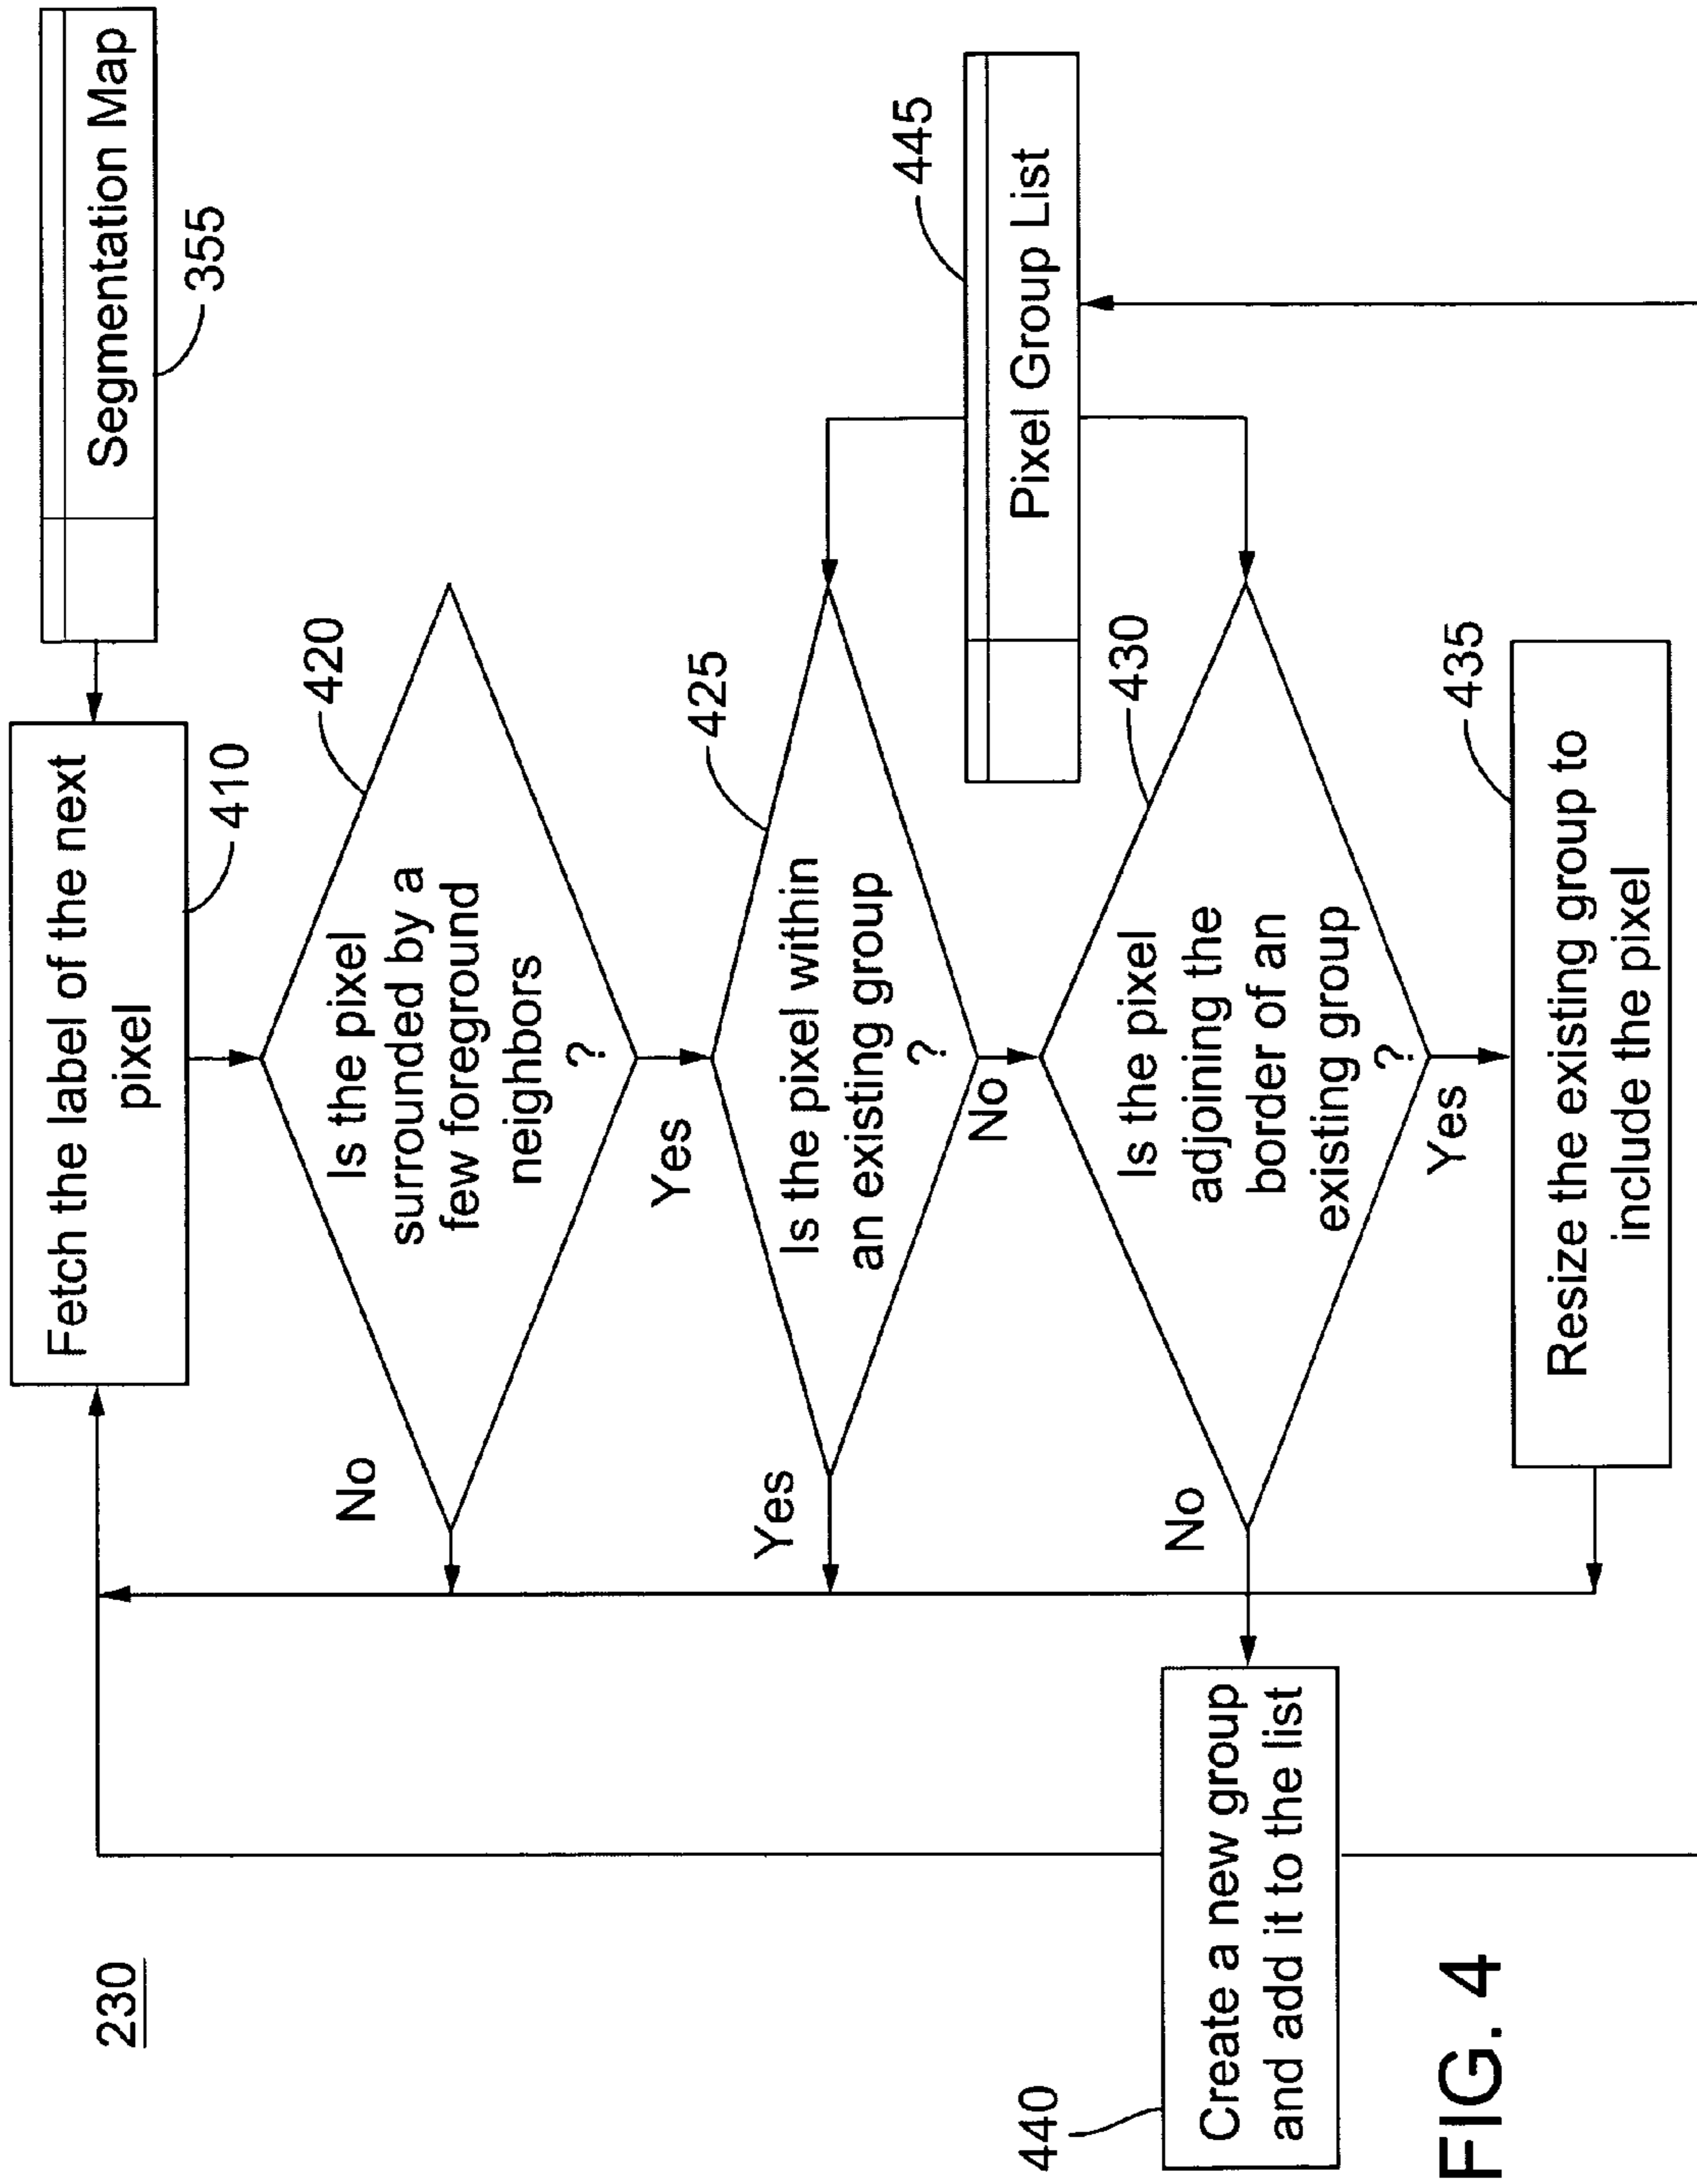 230
Fetch the label of the next
pixel
410
Segmentation Map
355
Is the pixel
surrounded by a
few foreground
neighbors
?
420
No
Yes
Is the pixel within
an existing group
?
425
Yes
No
Pixel Group List
445
Is the pixel
adjoining the
border of an
existing group
?
430
No
Yes
440
Create a new group
and add it to the list
Resize the existing group to
include the pixel
435
FIG. 4